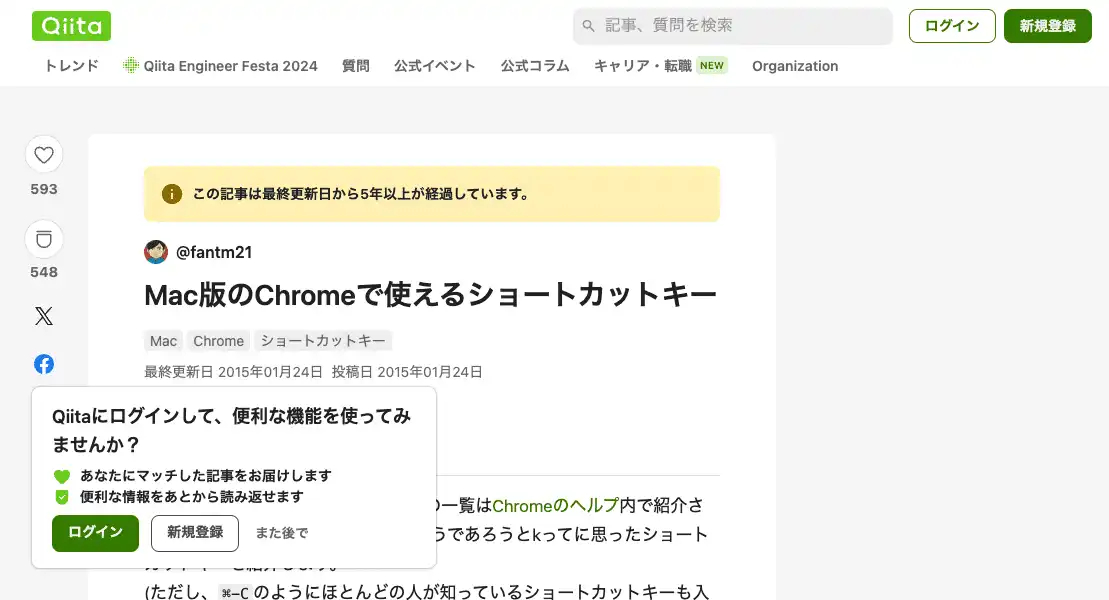 Qiita
記事、質問を検索
ログイン
新規登録
トレンド
Qiita Engineer Festa 2024
質問
公式イベント
公式コラム
キャリア・転職 NEW
Organization
593
548
この記事は最終更新日から5年以上が経過しています。
@fantm21
Mac版のChromeで使えるショートカットキー
Mac Chrome ショートカットキー
最終更新日 2015年01月24日 投稿日 2015年01月24日
Qiitaにログインして、便利な機能を使ってみ
ませんか？
あなたにマッチした記事をお届けします
便利な情報をあとから読み返せます
ログイン 新規登録 また後で
の一覧はChromeのヘルプ内で紹介さ
うであろうとkってに思ったショート
(ただし、⌘−C のようにほとんどの人が知っているショートカットキーも入